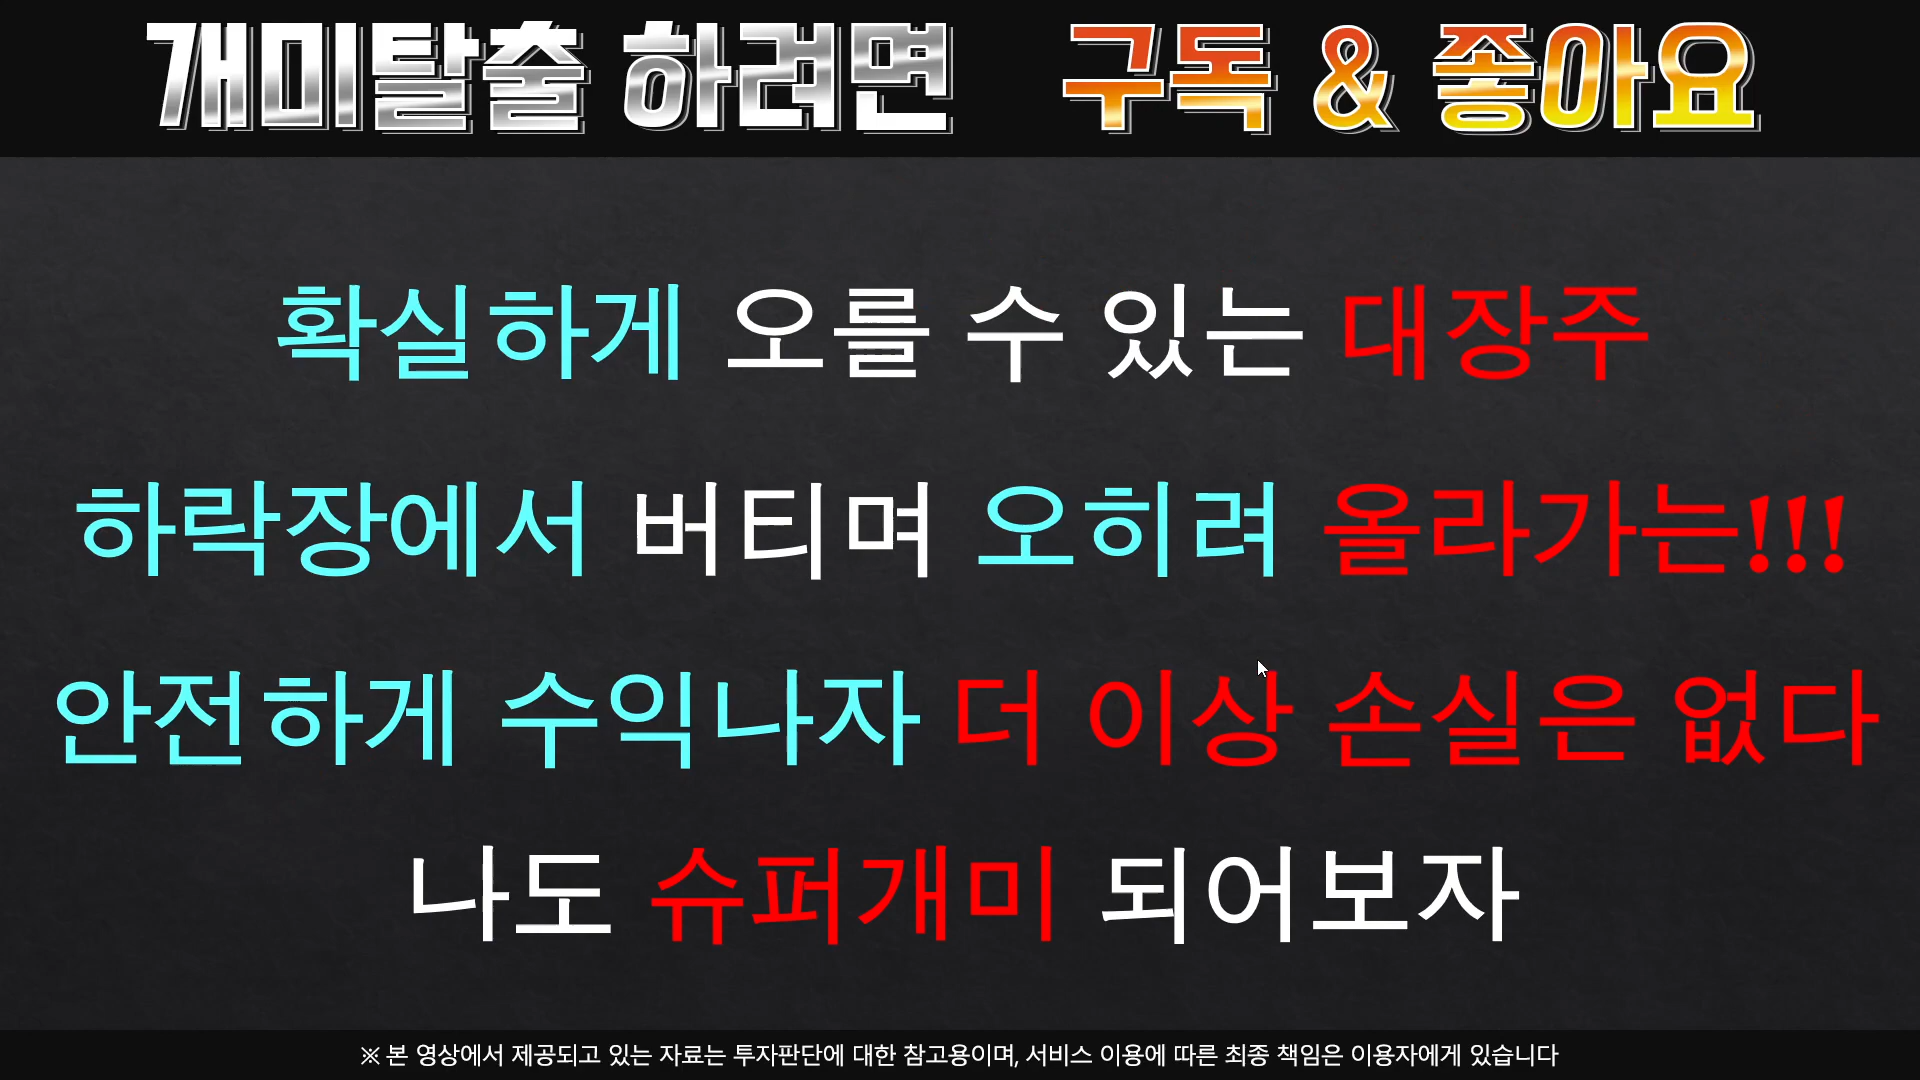 개미탈출 하려면 구독 & 좋아요
확실하게 오를 수 있는 대장주
하락장에서 버티며 오히려 올라가는!!!
안전하게 수익나자 더 이상 손실은 없다
나도 슈퍼개미 되어보자
※ 본 영상에서 제공되고 있는 자료는 투자판단에 대한 참고용이며, 서비스 이용에 따른 최종 책임은 이용자에게 있습니다